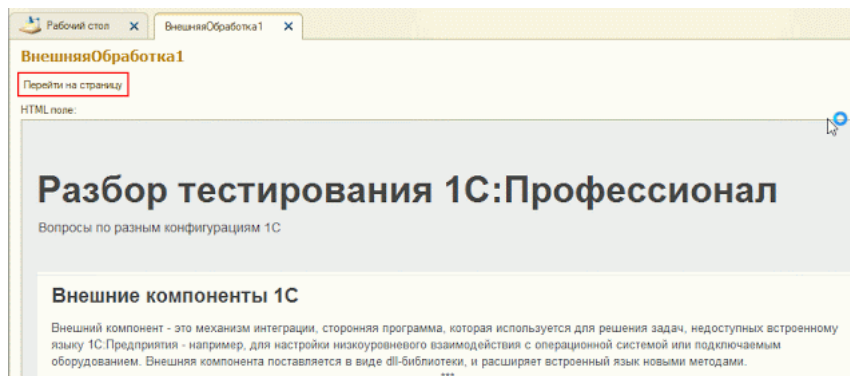 Рабочий стол ВнешняяОбработка1
ВнешняяОбработка1
Перейти на страницу
HTML поле:
Разбор тестирования 1С:Профессионал
Вопросы по разным конфигурациям 1С
Внешние компоненты 1С
Внешний компонент - это механизм интеграции, сторонняя программа, которая используется для решения задач, недоступных встроенному
языку 1С.Предприятия - например, для настройки низкоуровневого взаимодействия с операционной системой или подключаемым
оборудованием. Внешняя компонента поставляется в виде dll-библиотеки, и расширяет встроенный язык новыми методами.
***